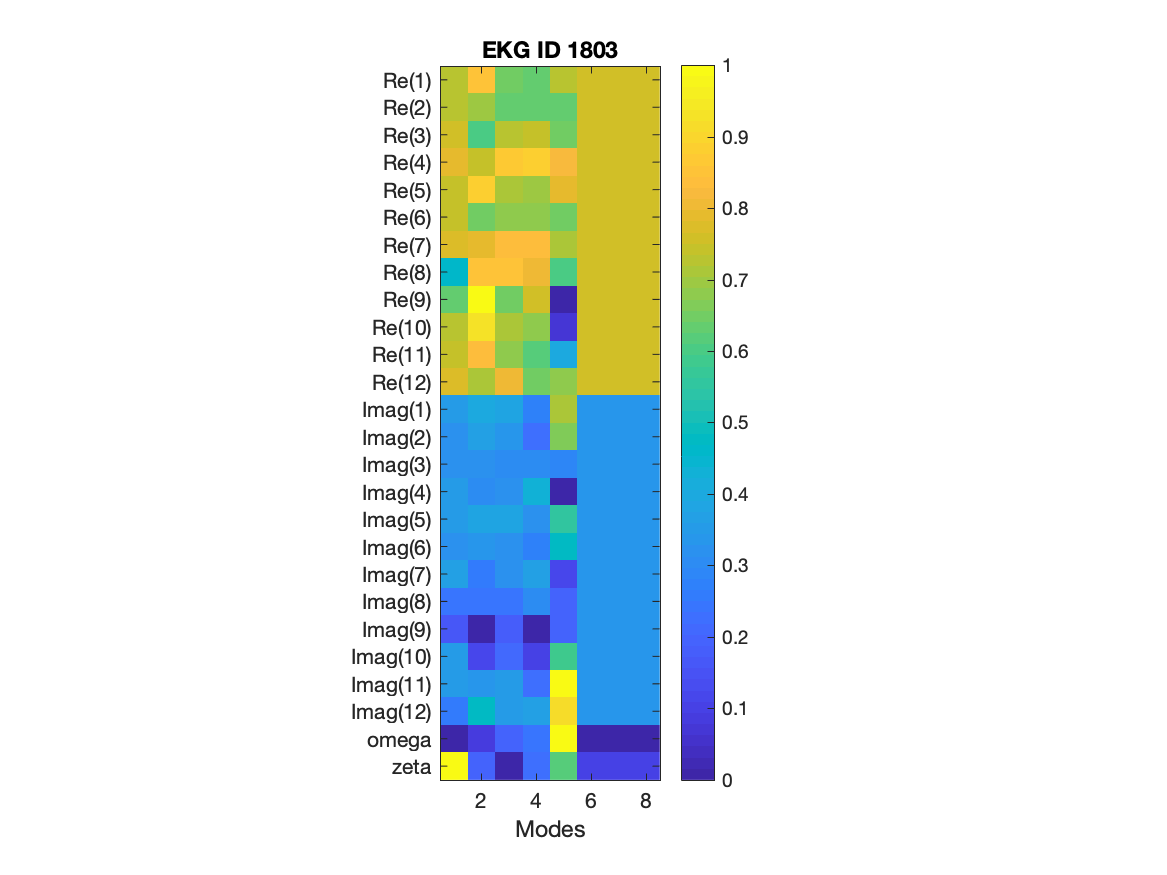 EKG ID 1803
Re(1)
Re(2)
Re(3)
Re(4)
Re(5)
Re(6)
Re(7)
Re(8)
Re(9)
Re(10)
Re(11)
Re(12)
Imag(1)
Imag(2)
Imag(3)
Imag(4)
Imag(5)
Imag(6)
Imag(7)
Imag(8)
Imag(9)
Imag(10)
Imag(11)
Imag(12)
omega
zeta
2 4 6 8
Modes
1
0.9
0.8
0.7
0.6
0.5
0.4
0.3
0.2
0.1
0